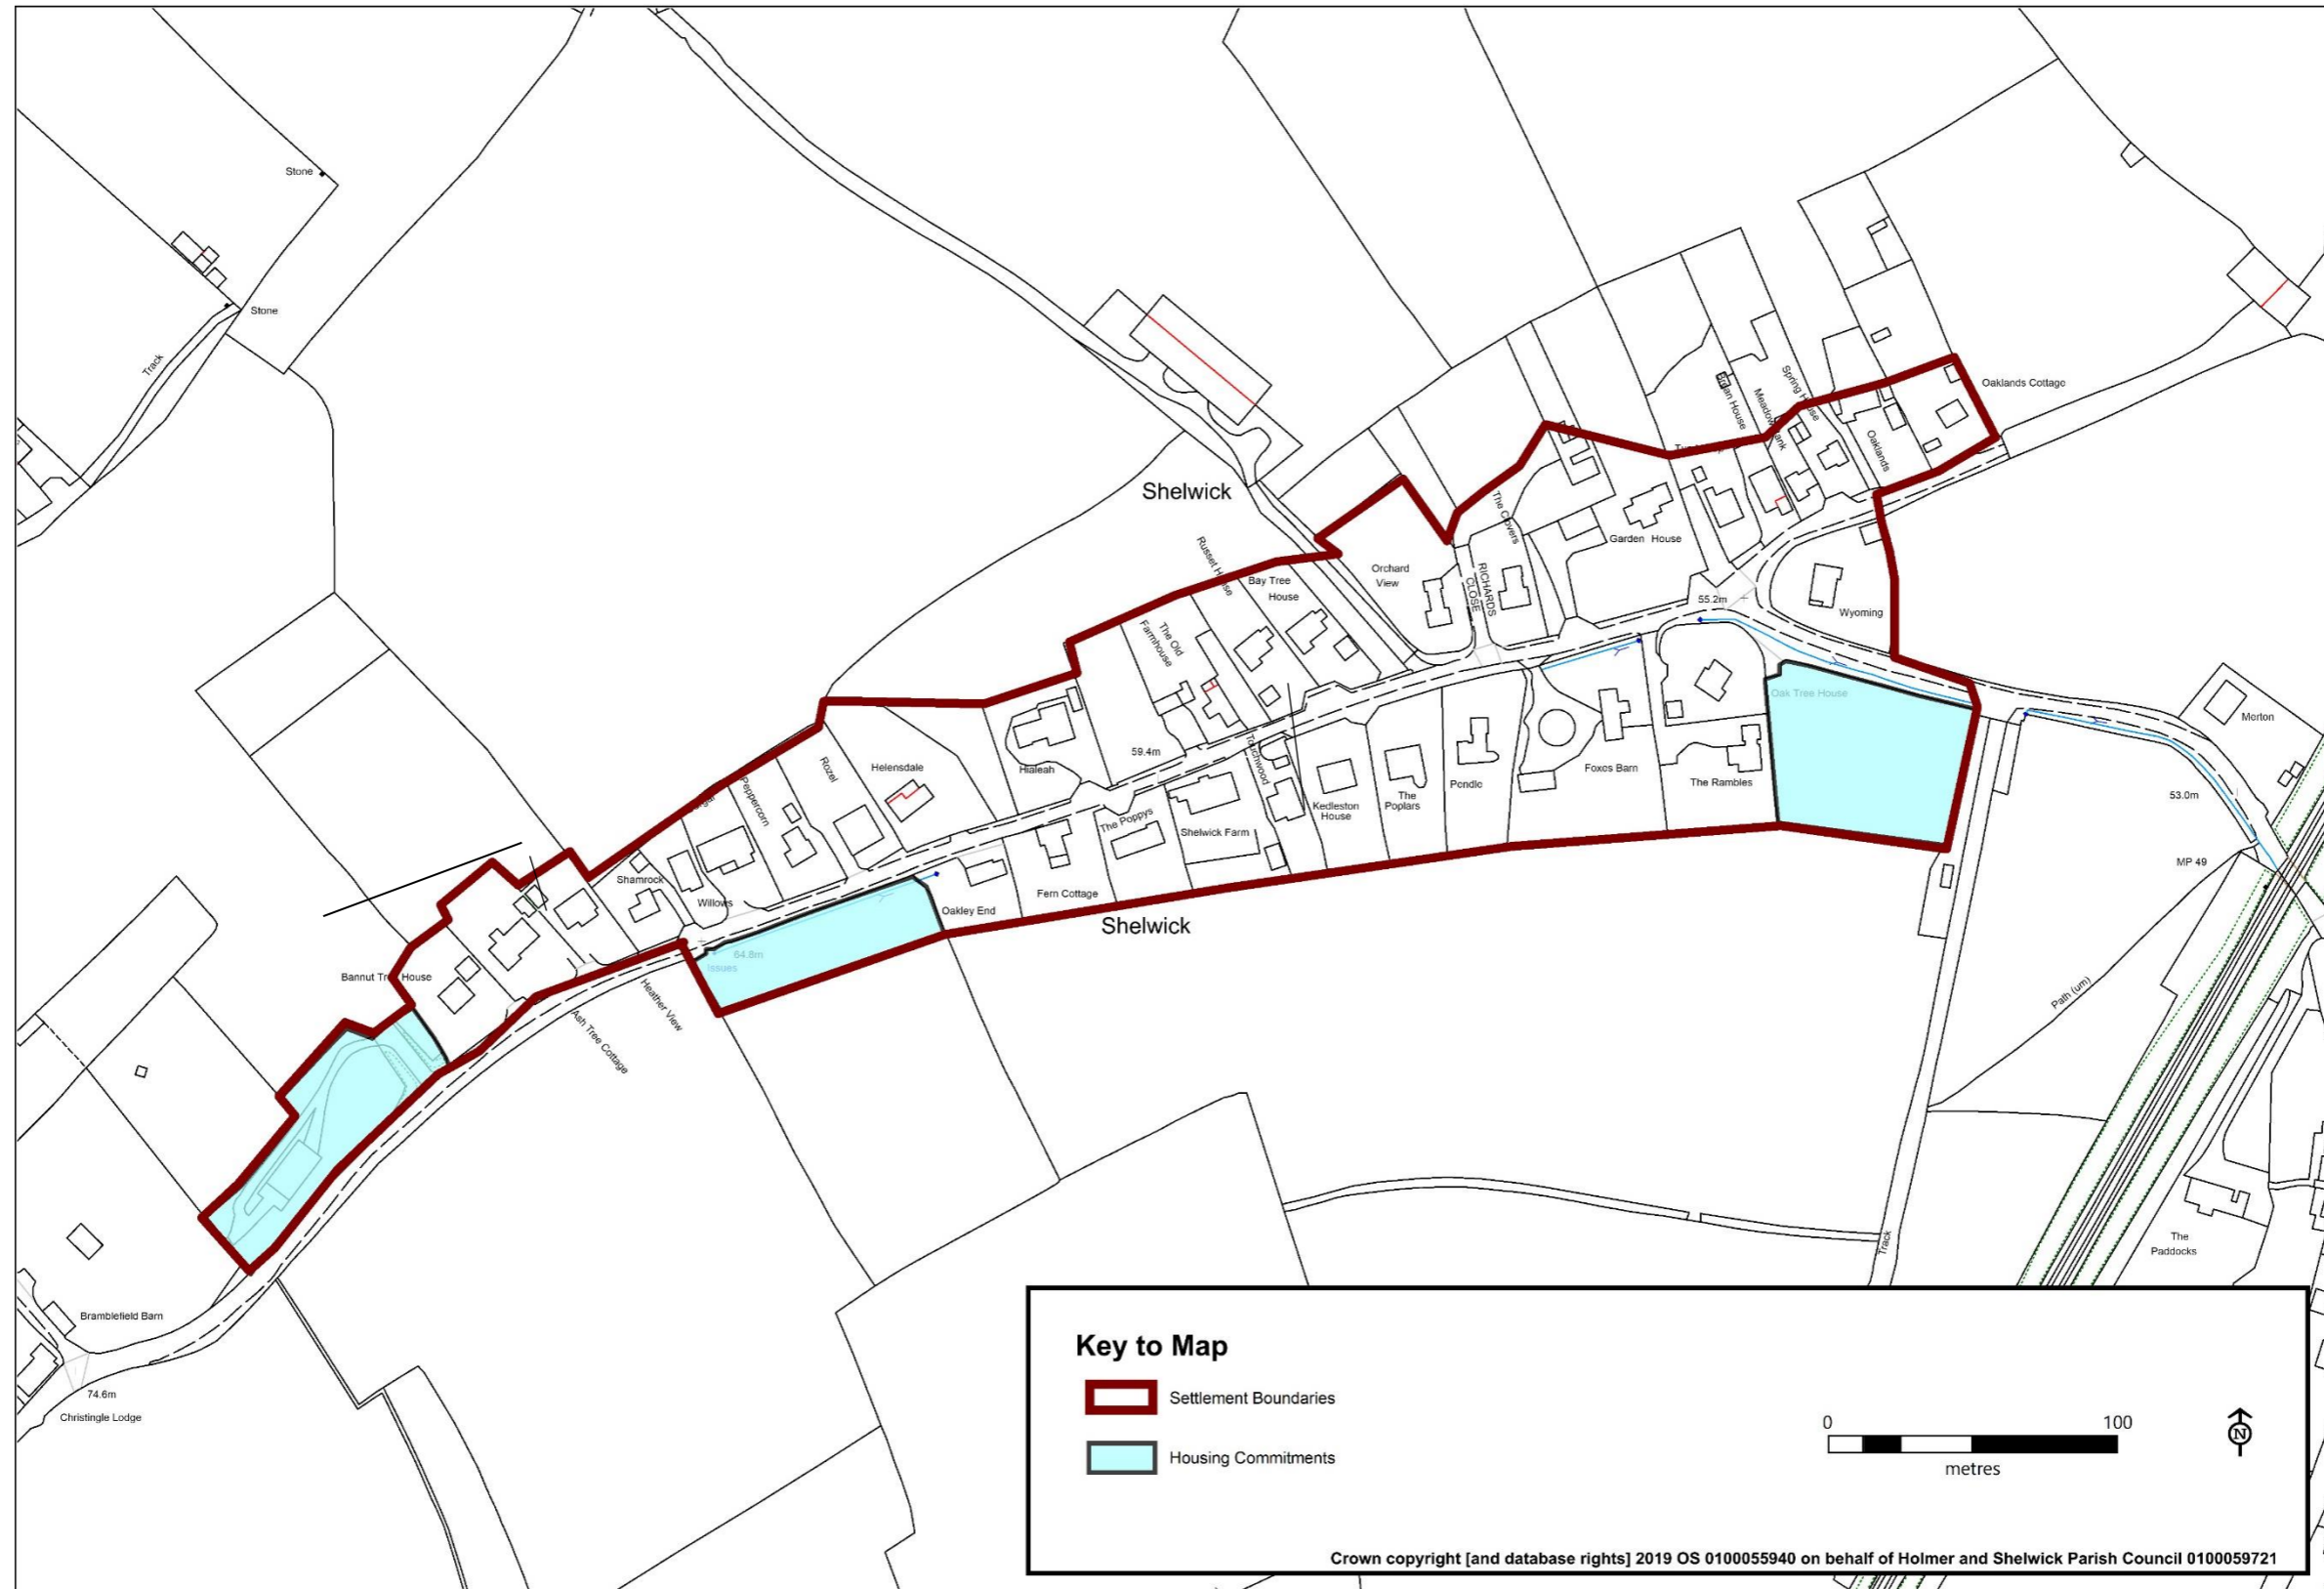 Stone
Stone
Track
Shelwick
Oaklands Cottage
Spring House
Meadow Bank
Oaklands
The Clovers
Garden House
Orchard
View
RICHARDS
CLOSE
Russet House
Bay Tree
House
55.2m
Wyoming
The Old
Farmhouse
Oak Tree House
Merton
59.4m
Hialeah
Helensdale
Rozel
Peppercorn
Touchwood
Kedleston
House
The
Poplars
Pendle
Foxes Barn
The Rambles
53.0m
MP 49
The Poppys
Shelwick Farm
Shamrock
Willows
Fern Cottage
Oakley End
Shelwick
64.8m
Issues
Bannut Tree House
Heather View
Ash Tree Cottage
Path (um)
Track
The
Paddocks
Bramblefield Barn
74.6m
Christingle Lodge
Key to Map
Settlement Boundaries
Housing Commitments
0 100
metres
N
Crown copyright [and database rights] 2019 OS 0100055940 on behalf of Holmer and Shelwick Parish Council 0100059721